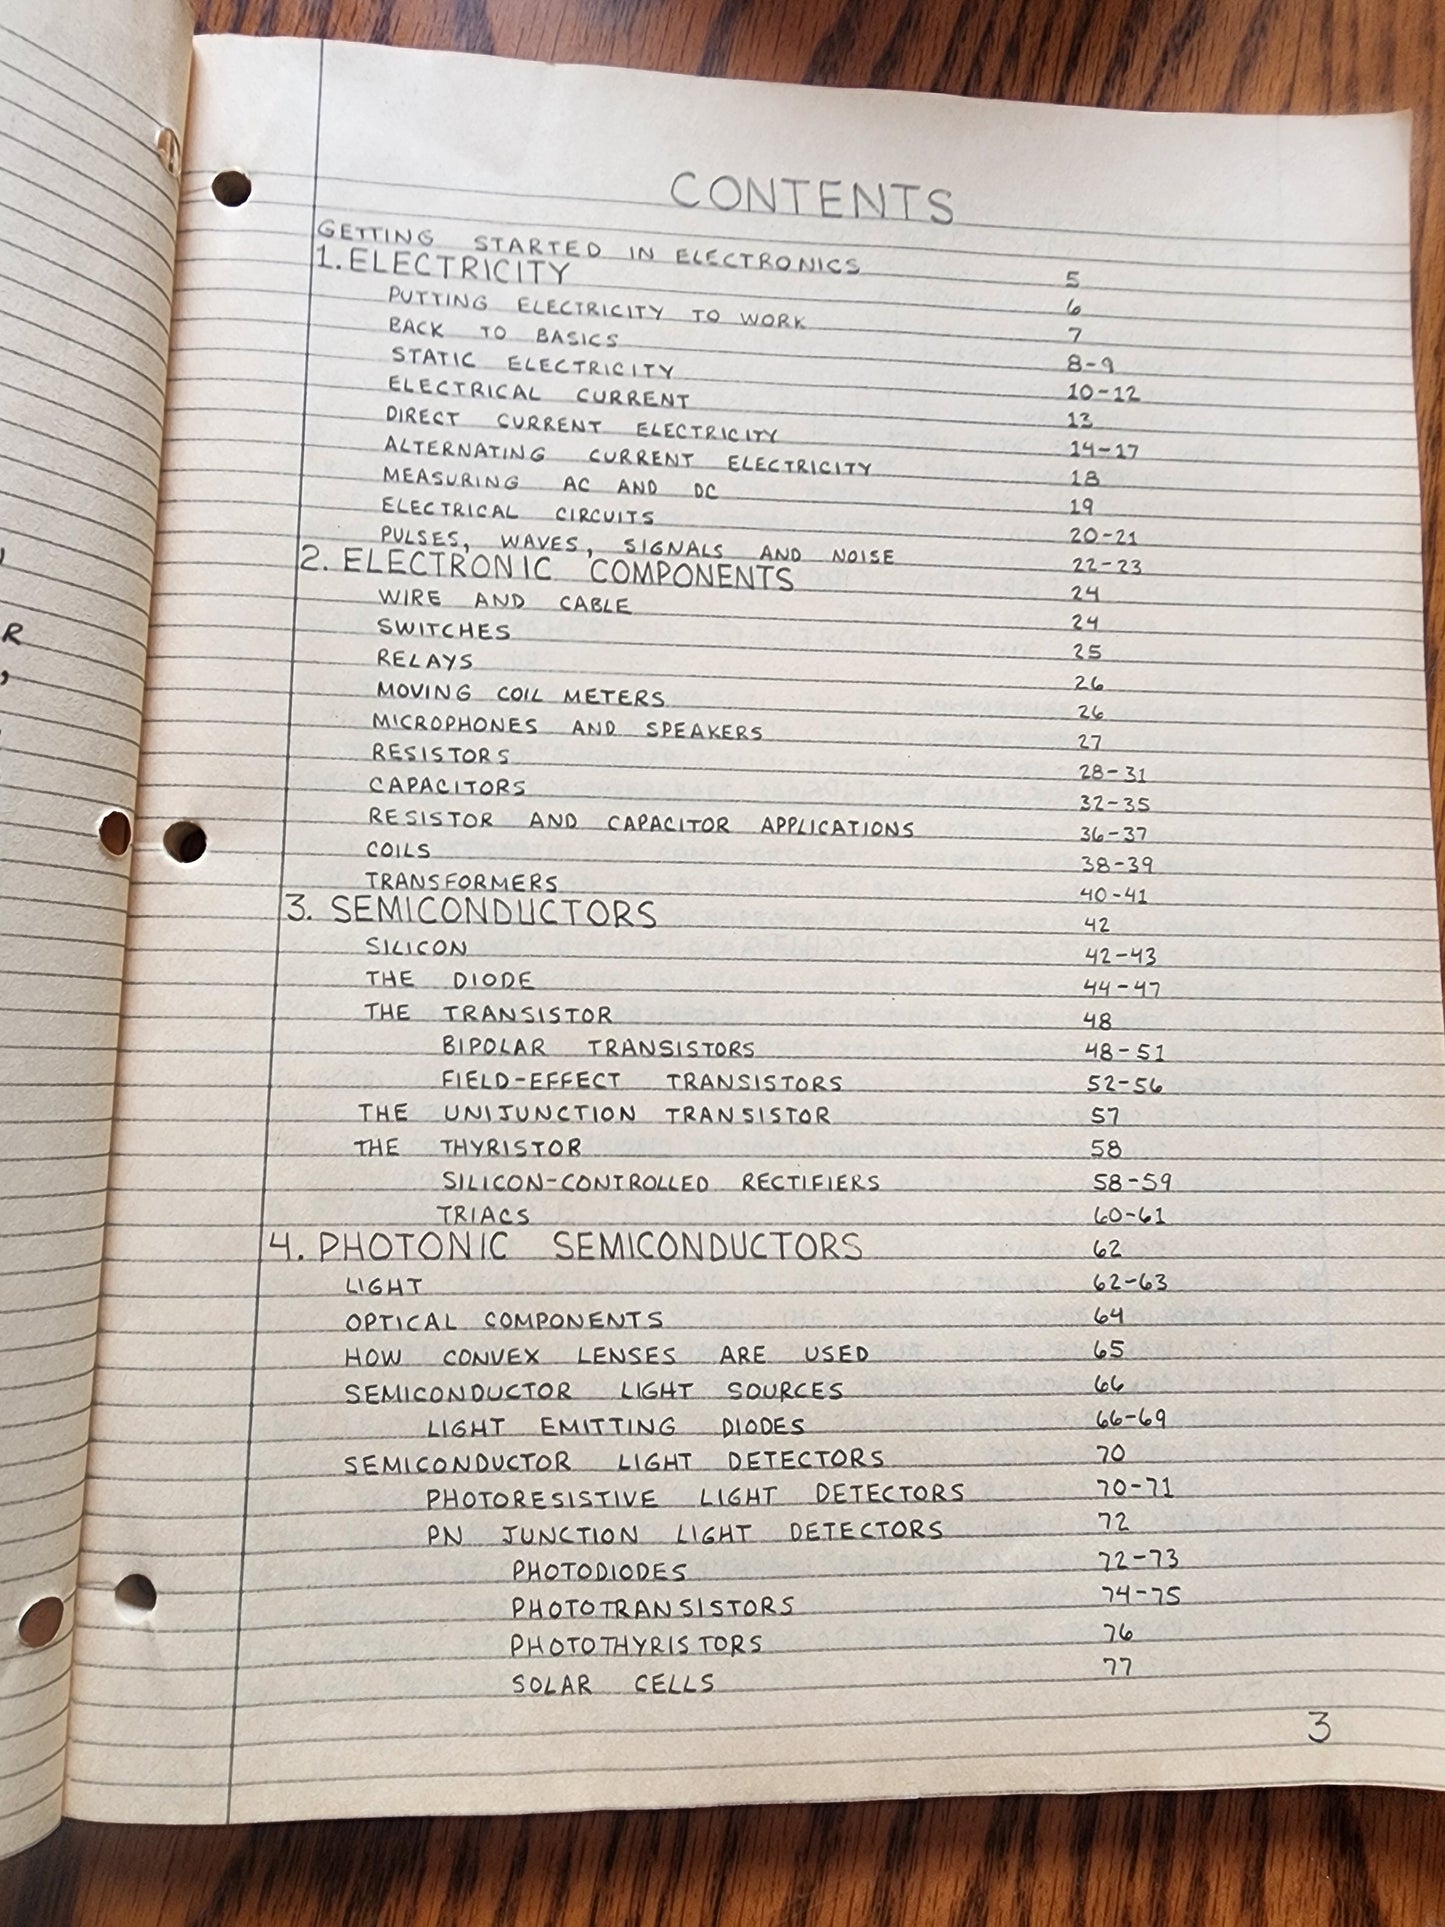 CONTENTS
GETTING STARTED IN ELECTRONICS 5
1. ELECTRICITY 6
PUTTING ELECTRICITY TO WORK 7
BACK TO BASICS 8-9
STATIC ELECTRICITY 10-12
ELECTRICAL CURRENT 13
DIRECT CURRENT ELECTRICITY 14-17
ALTERNATING CURRENT ELECTRICITY 18
MEASURING AC AND DC 19
ELECTRICAL CIRCUITS 20-21
PULSES, WAVES, SIGNALS AND NOISE 22-23
2. ELECTRONIC COMPONENTS 24
WIRE AND CABLE 24
SWITCHES 25
RELAYS 26
MOVING COIL METERS 26
MICROPHONES AND SPEAKERS 27
RESISTORS 28-31
CAPACITORS 32-35
RESISTOR AND CAPACITOR APPLICATIONS 36-37
COILS 38-39
TRANSFORMERS 40-41
3. SEMICONDUCTORS 42
SILICON 42-43
THE DIODE 44-47
THE TRANSISTOR 48
BIPOLAR TRANSISTORS 48-51
FIELD-EFFECT TRANSISTORS 52-56
THE UNIJUNCTION TRANSISTOR 57
THE THYRISTOR 58
SILICON-CONTROLLED RECTIFIERS 58-59
TRIACS 60-61
4. PHOTONIC SEMICONDUCTORS 62
LIGHT 62-63
OPTICAL COMPONENTS 64
HOW CONVEX LENSES ARE USED 65
SEMICONDUCTOR LIGHT SOURCES 66
LIGHT EMITTING DIODES 66-69
SEMICONDUCTOR LIGHT DETECTORS 70
PHOTORESISTIVE LIGHT DETECTORS 70-71
PN JUNCTION LIGHT DETECTORS 72
PHOTODIODES 72-73
PHOTOTRANSISTORS 74-75
PHOTOTHYRISTORS 76
SOLAR CELLS 77
3